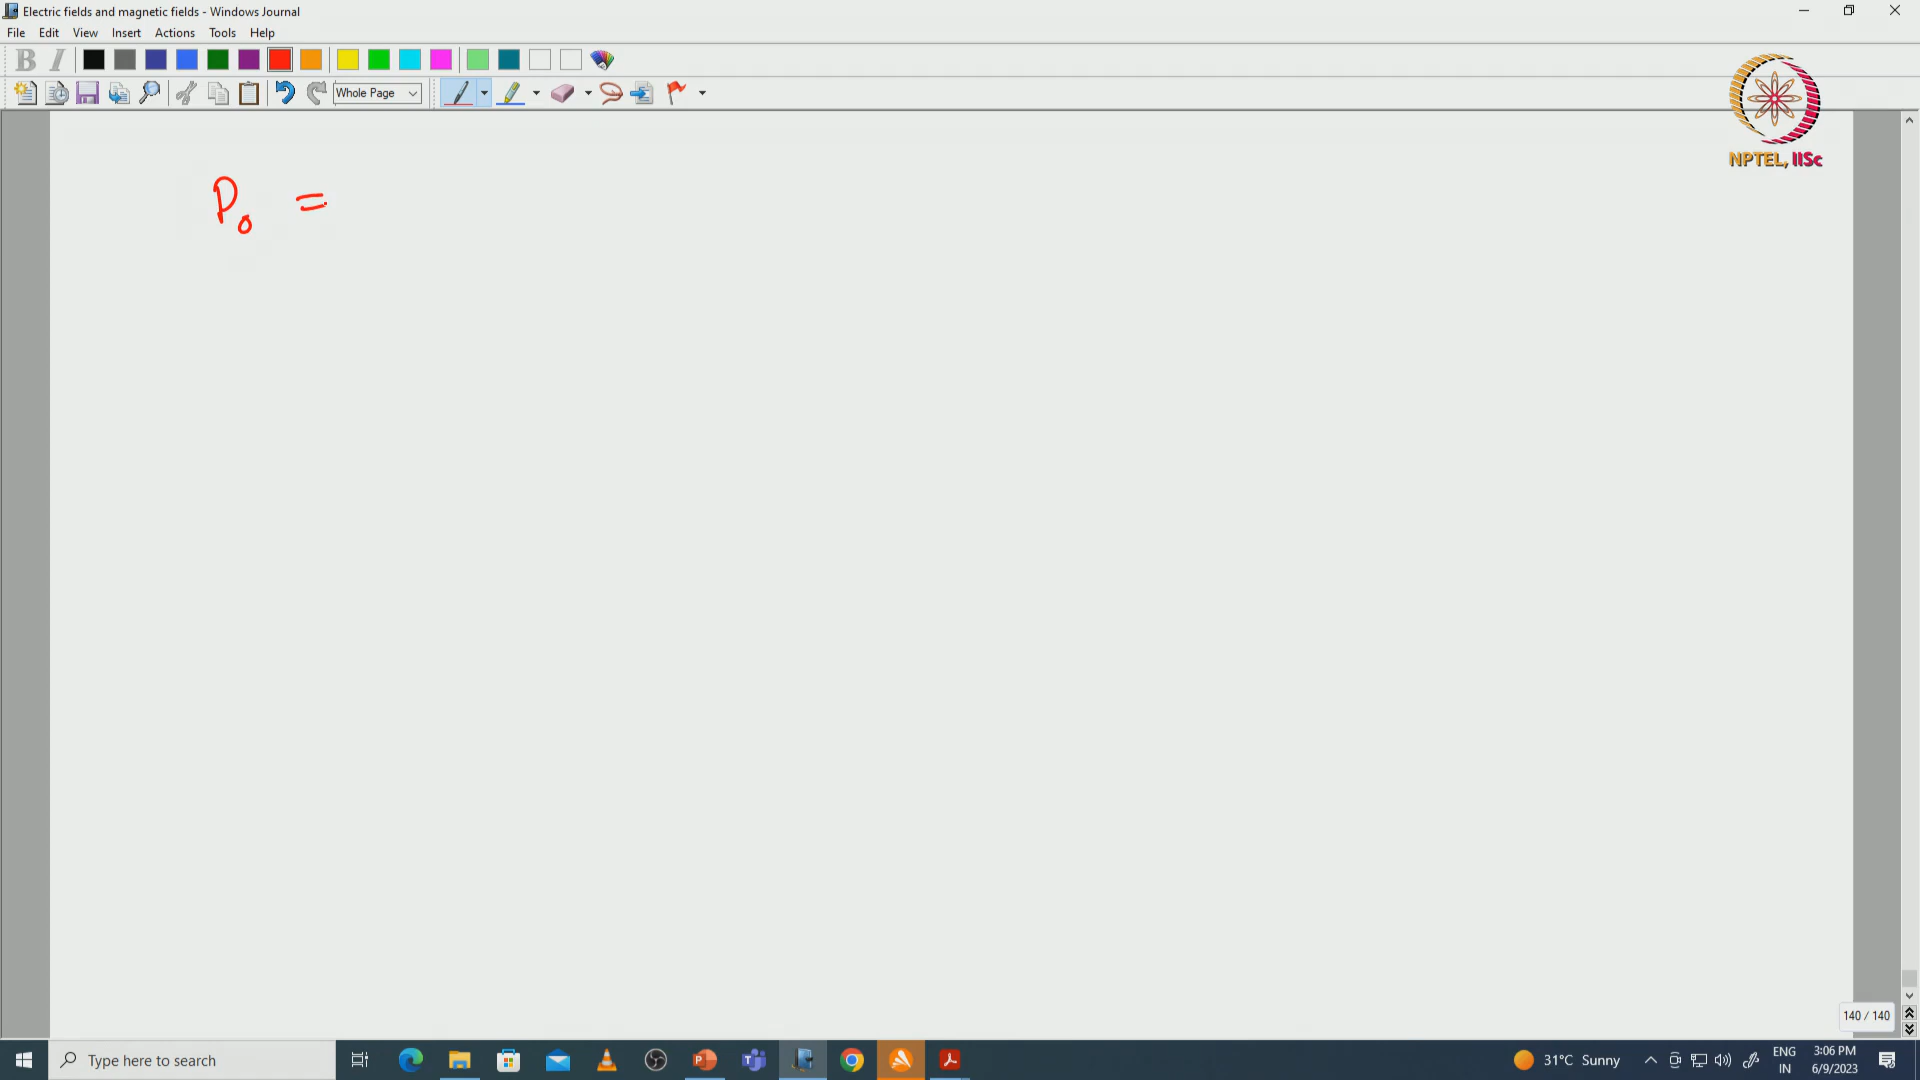 Electric fields and magnetic fields - Windows Journal
File Edit View Insert Actions Tools Help
B I
Whole Page
NPTEL, IISc
P₀ =
140 / 140
Type here to search
31°C Sunny
ENG
IN
3:06 PM
6/9/2023